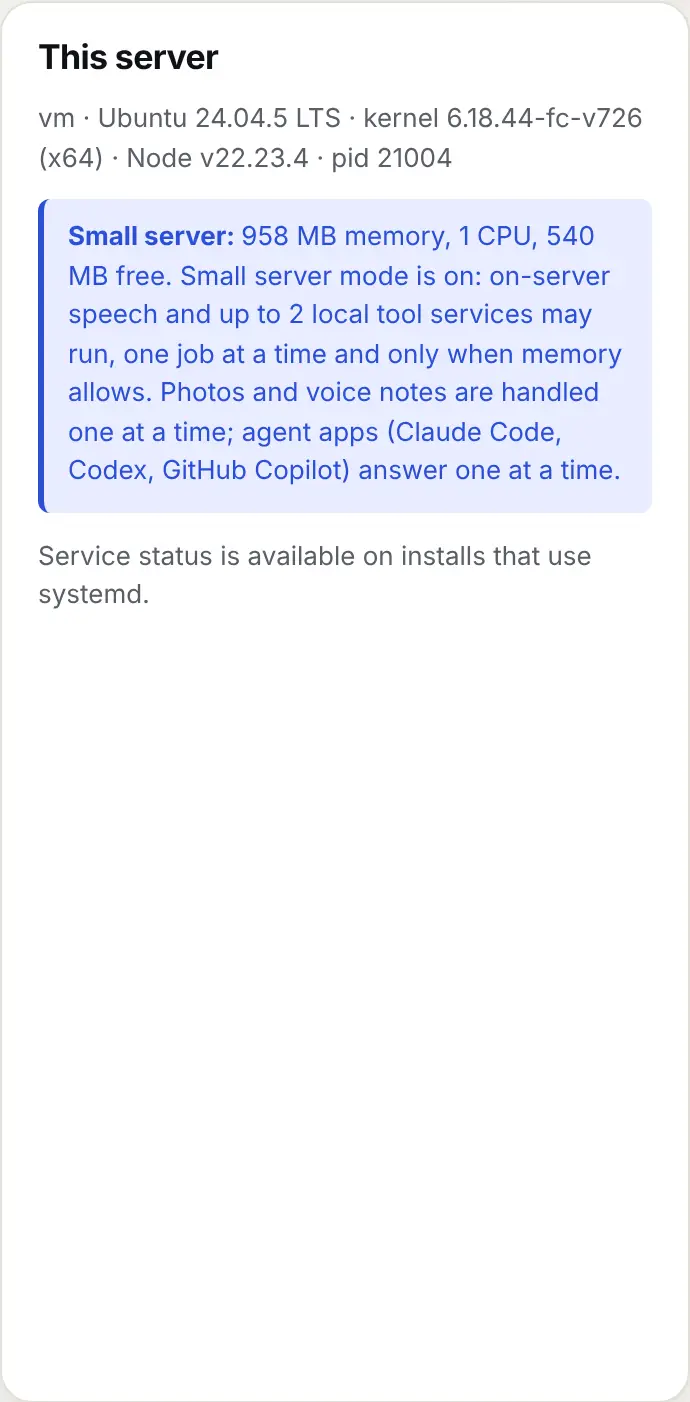 This server
vm · Ubuntu 24.04.5 LTS · kernel 6.18.44-fc-v726
(x64) · Node v22.23.4 · pid 21004
Small server: 958 MB memory, 1 CPU, 540
MB free. Small server mode is on: on-server
speech and up to 2 local tool services may
run, one job at a time and only when memory
allows. Photos and voice notes are handled
one at a time; agent apps (Claude Code,
Codex, GitHub Copilot) answer one at a time.
Service status is available on installs that use
systemd.